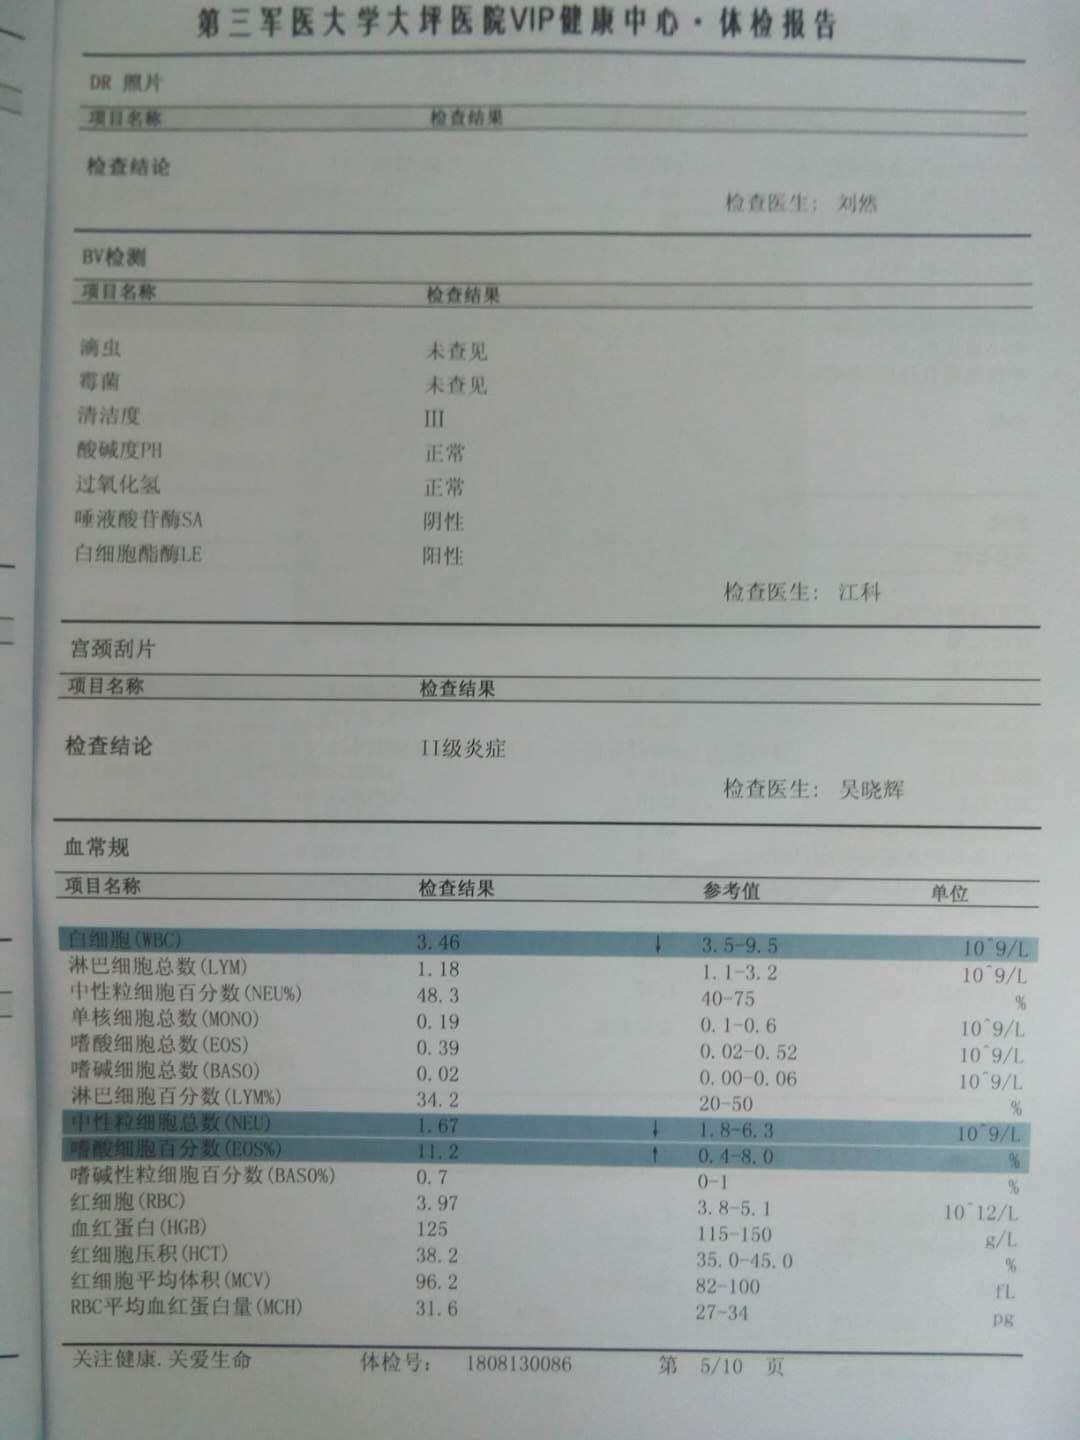 第三军医大学大坪医院VIP健康中心·体检报告
DR 照片
项目名称 检查结果
检查结论
检查医生: 刘然
BV检测
项目名称 检查结果
滴虫 未查见
霉菌 未查见
清洁度 III
酸碱度PH 正常
过氧化氢 正常
唾液酸苷酶SA 阴性
白细胞酯酶LE 阳性
检查医生: 江科
宫颈刮片
项目名称 检查结果
检查结论 II级炎症
检查医生: 吴晓辉
血常规
项目名称 检查结果 参考值 单位
白细胞(WBC) 3.46 ↓ 3.5-9.5 10^9/L
淋巴细胞总数(LYM) 1.18 1.1-3.2 10^9/L
中性粒细胞百分数(NEU%) 48.3 40-75 %
单核细胞总数(MONO) 0.19 0.1-0.6 10^9/L
嗜酸细胞总数(EOS) 0.39 0.02-0.52 10^9/L
嗜碱细胞总数(BASO) 0.02 0.00-0.06 10^9/L
淋巴细胞百分数(LYM%) 34.2 20-50 %
中性粒细胞总数(NEU) 1.67 ↓ 1.8-6.3 10^9/L
嗜酸细胞百分数(EOS%) 11.2 ↑ 0.4-8.0 %
嗜碱性粒细胞百分数(BASO%) 0.7 0-1 %
红细胞(RBC) 3.97 3.8-5.1 10^12/L
血红蛋白(HGB) 125 115-150 g/L
红细胞压积(HCT) 38.2 35.0-45.0 %
红细胞平均体积(MCV) 96.2 82-100 fL
RBC平均血红蛋白量(MCH) 31.6 27-34 pg
关注健康.关爱生命 体检号: 1808130086 第 5/10 页